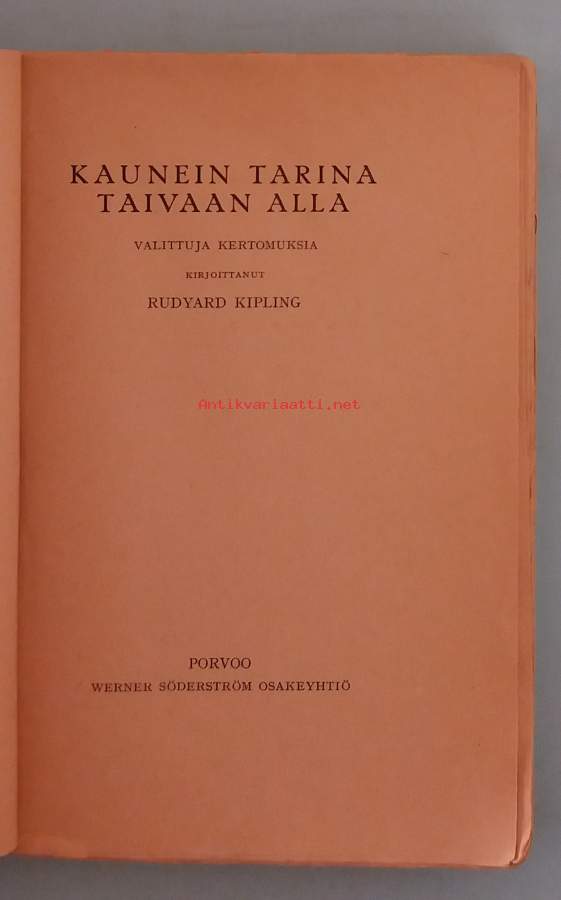 KAUNEIN TARINA
TAIVAAN ALLA
VALITTUJA KERTOMUKSIA
KIRJOITTANUT
RUDYARD KIPLING
Antikvariaatti.net
PORVOO
WERNER SÖDERSTRÖM OSAKEYHTIÖ